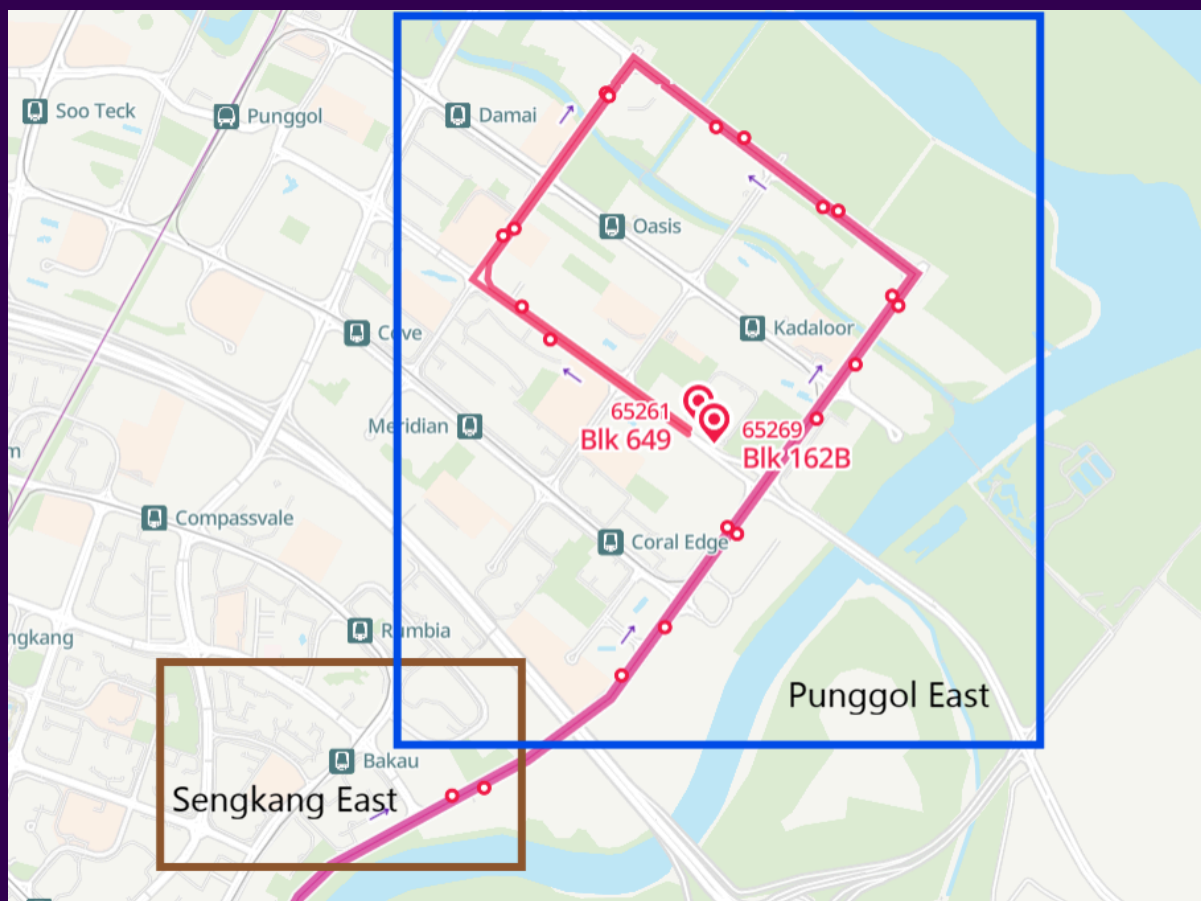 Soo Teck
Punggol
Damai
Oasis
Kadaloor
Cove
Meridian
65261
Blk 649
65269
Blk 162B
Compassvale
Coral Edge
Rumbia
Punggol East
Bakau
Sengkang East